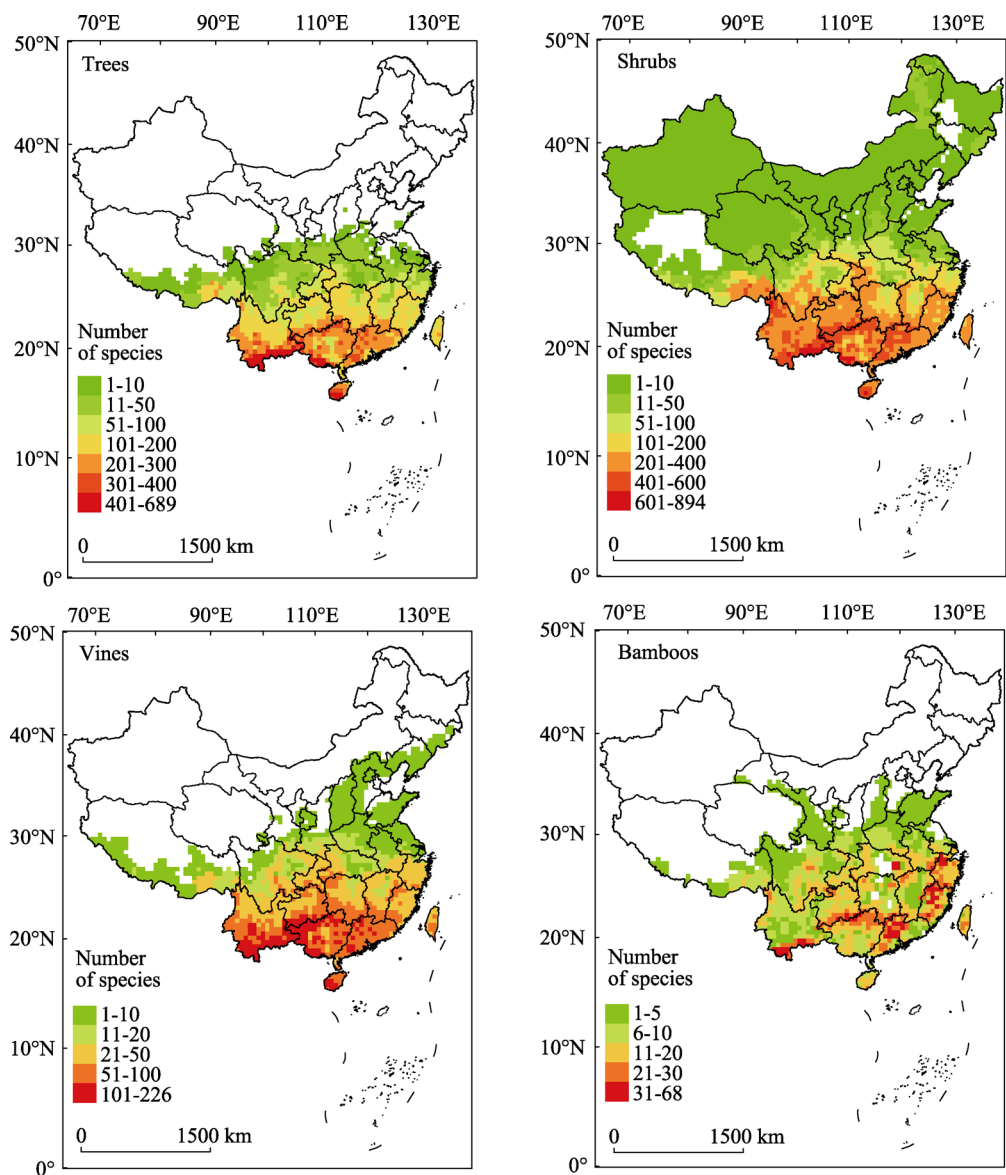 70°E 90°E 110°E 130°E
50°N
Trees
40°N
30°N
20°N
10°N
0°
Number
of species
1-10
11-50
51-100
101-200
201-300
301-400
401-689
0 1500 km
70°E 90°E 110°E 130°E
50°N
Shrubs
40°N
30°N
20°N
10°N
0°
Number
of species
1-10
11-50
51-100
101-200
201-400
401-600
601-894
0 1500 km
70°E 90°E 110°E 130°E
50°N
Vines
40°N
30°N
20°N
10°N
0°
Number
of species
1-10
11-20
21-50
51-100
101-226
0 1500 km
70°E 90°E 110°E 130°E
50°N
Bamboos
40°N
30°N
20°N
10°N
0°
Number
of species
1-5
6-10
11-20
21-30
31-68
0 1500 km